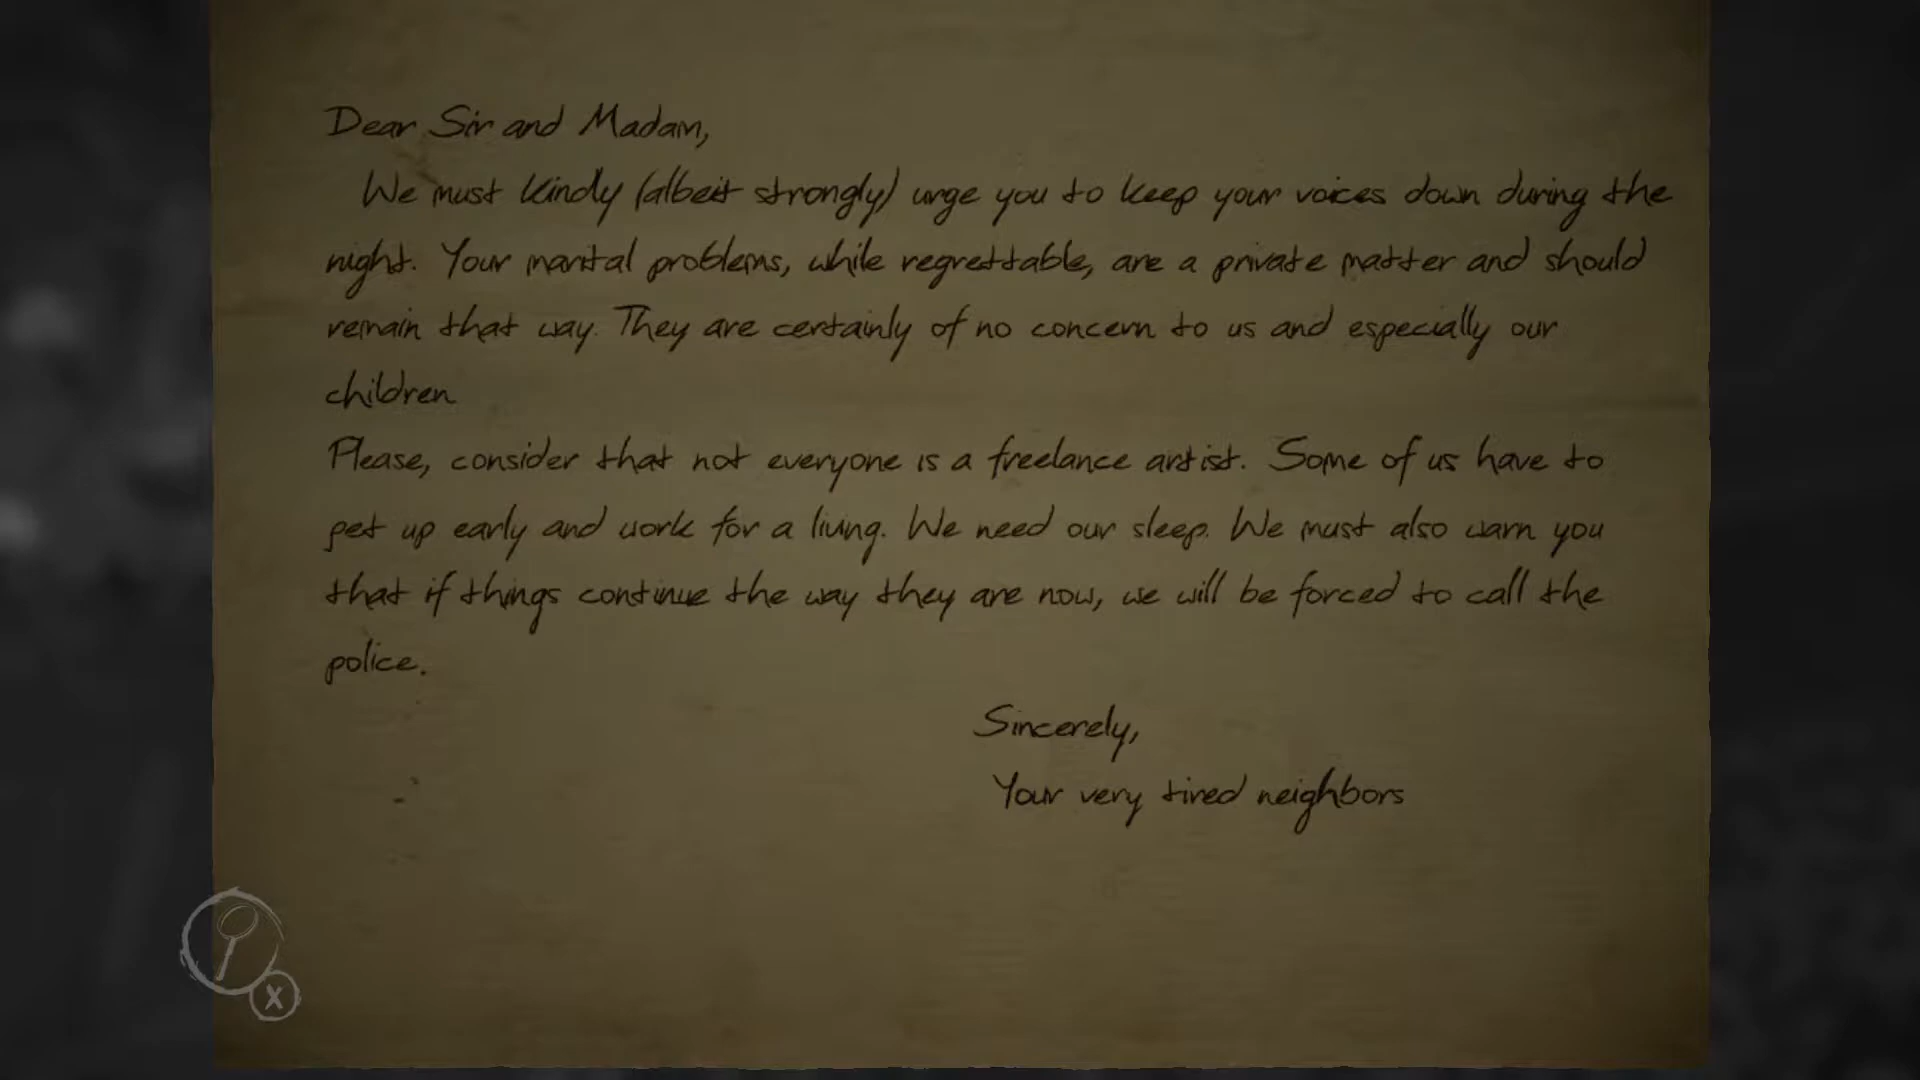 Dear Sir and Madam,
We must kindly (albeit strongly) urge you to keep your voices down during the
night. Your marital problems, while regrettable, are a private matter and should
remain that way. They are certainly of no concern to us and especially our
children.
Please, consider that not everyone is a freelance artist. Some of us have to
get up early and work for a living. We need our sleep. We must also warn you
that if things continue the way they are now, we will be forced to call the
police.
Sincerely,
Your very tired neighbors
X